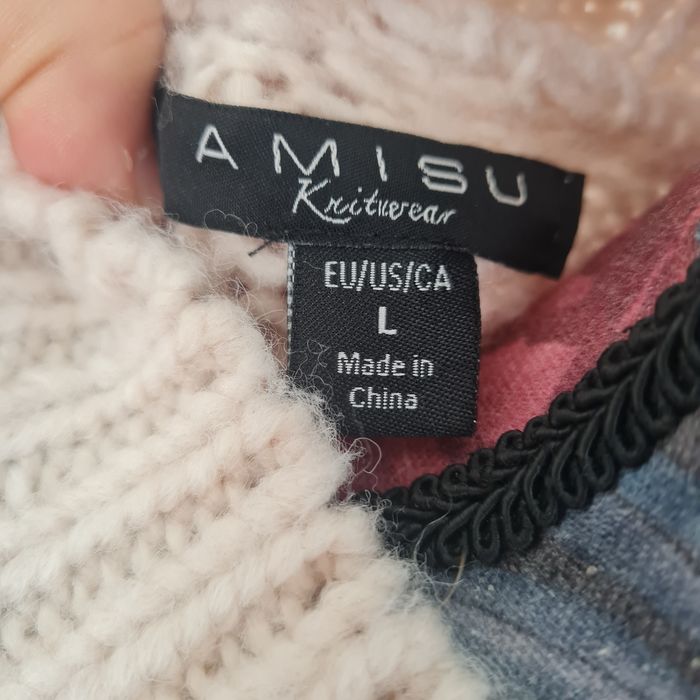 AMISU
Knitwear
EU/US/CA
L
Made in
China